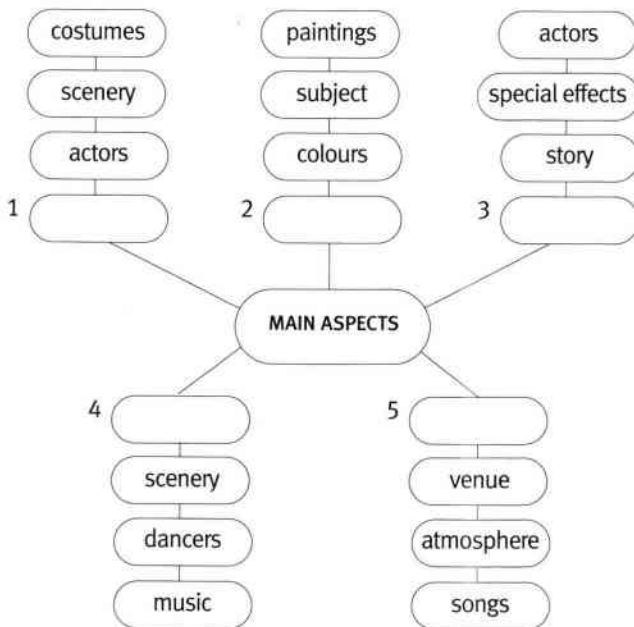 costumes
scenery
actors
1
paintings
subject
colours
2
actors
special effects
story
3
MAIN ASPECTS
4
scenery
dancers
music
5
venue
atmosphere
songs